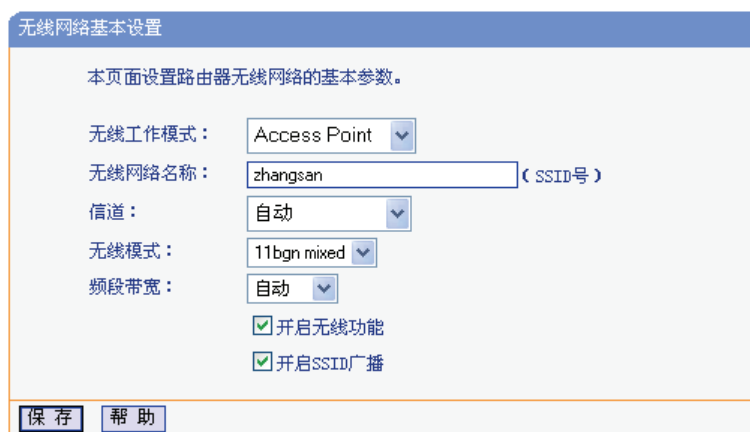 无线网络基本设置
本页面设置路由器无线网络的基本参数。
无线工作模式： Access Point
无线网络名称： zhangsan （SSID号）
信道： 自动
无线模式： 11bgn mixed
频段带宽： 自动
开启无线功能
开启SSID广播
保 存 帮 助